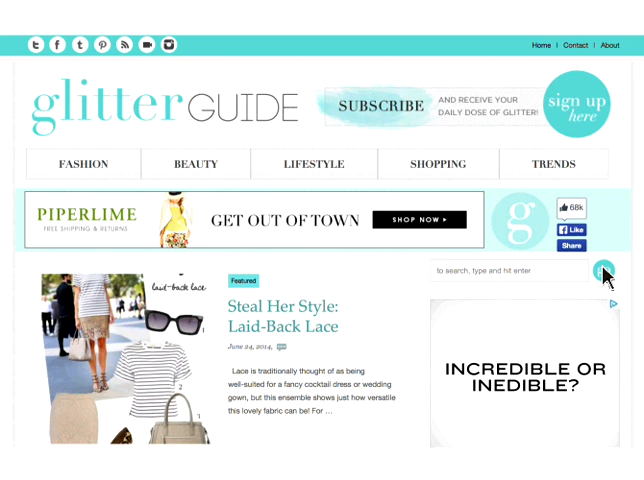 Home | Contact | About
glitter GUIDE
SUBSCRIBE
AND RECEIVE YOUR
DAILY DOSE OF GLITTER!
sign up
here
FASHION
BEAUTY
LIFESTYLE
SHOPPING
TRENDS
PIPERLIME
FREE SHIPPING & RETURNS
GET OUT OF TOWN
SHOP NOW
g
68k
Like
Share
to search, type and hit enter
laid-back lace
Featured
Steal Her Style:
Laid-Back Lace
June 24, 2014,
Lace is traditionally thought of as being
well-suited for a fancy cocktail dress or wedding
gown, but this ensemble shows just how versatile
this lovely fabric can be! For ...
1
2
1
INCREDIBLE OR
INEDIBLE?